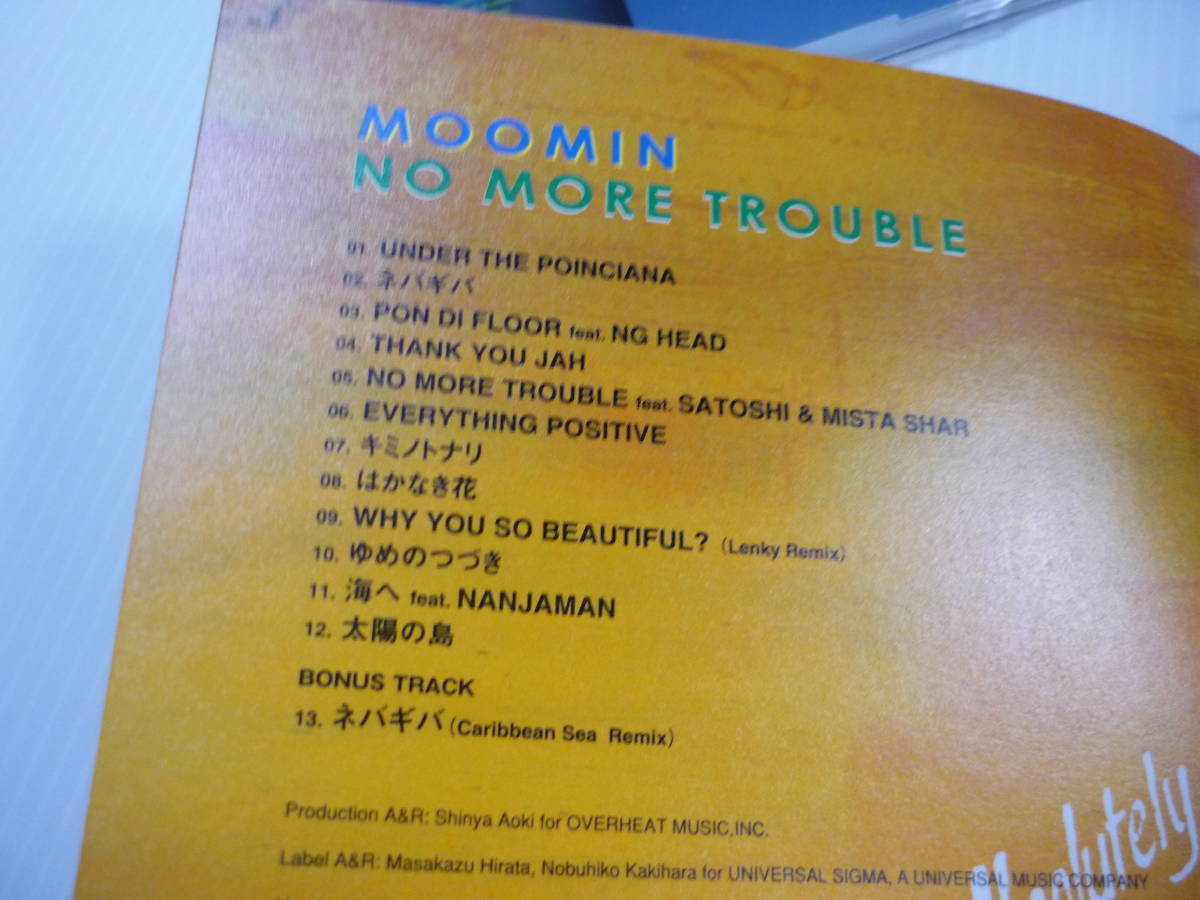 MOOMIN
NO MORE TROUBLE
01. UNDER THE POINCIANA
02. ネバギバ
03. PON DI FLOOR feat. NG HEAD
04. THANK YOU JAH
05. NO MORE TROUBLE feat. SATOSHI & MISTA SHAR
06. EVERYTHING POSITIVE
07. キミノトナリ
08. はかなき花
09. WHY YOU SO BEAUTIFUL? (Lenky Remix)
10. ゆめのつづき
11. 海へ feat. NANJAMAN
12. 太陽の島
BONUS TRACK
13. ネバギバ (Caribbean Sea Remix)
Production A&R: Shinya Aoki for OVERHEAT MUSIC,INC.
Label A&R: Masakazu Hirata, Nobuhiko Kakihara for UNIVERSAL SIGMA, A UNIVERSAL MUSIC COMPANY